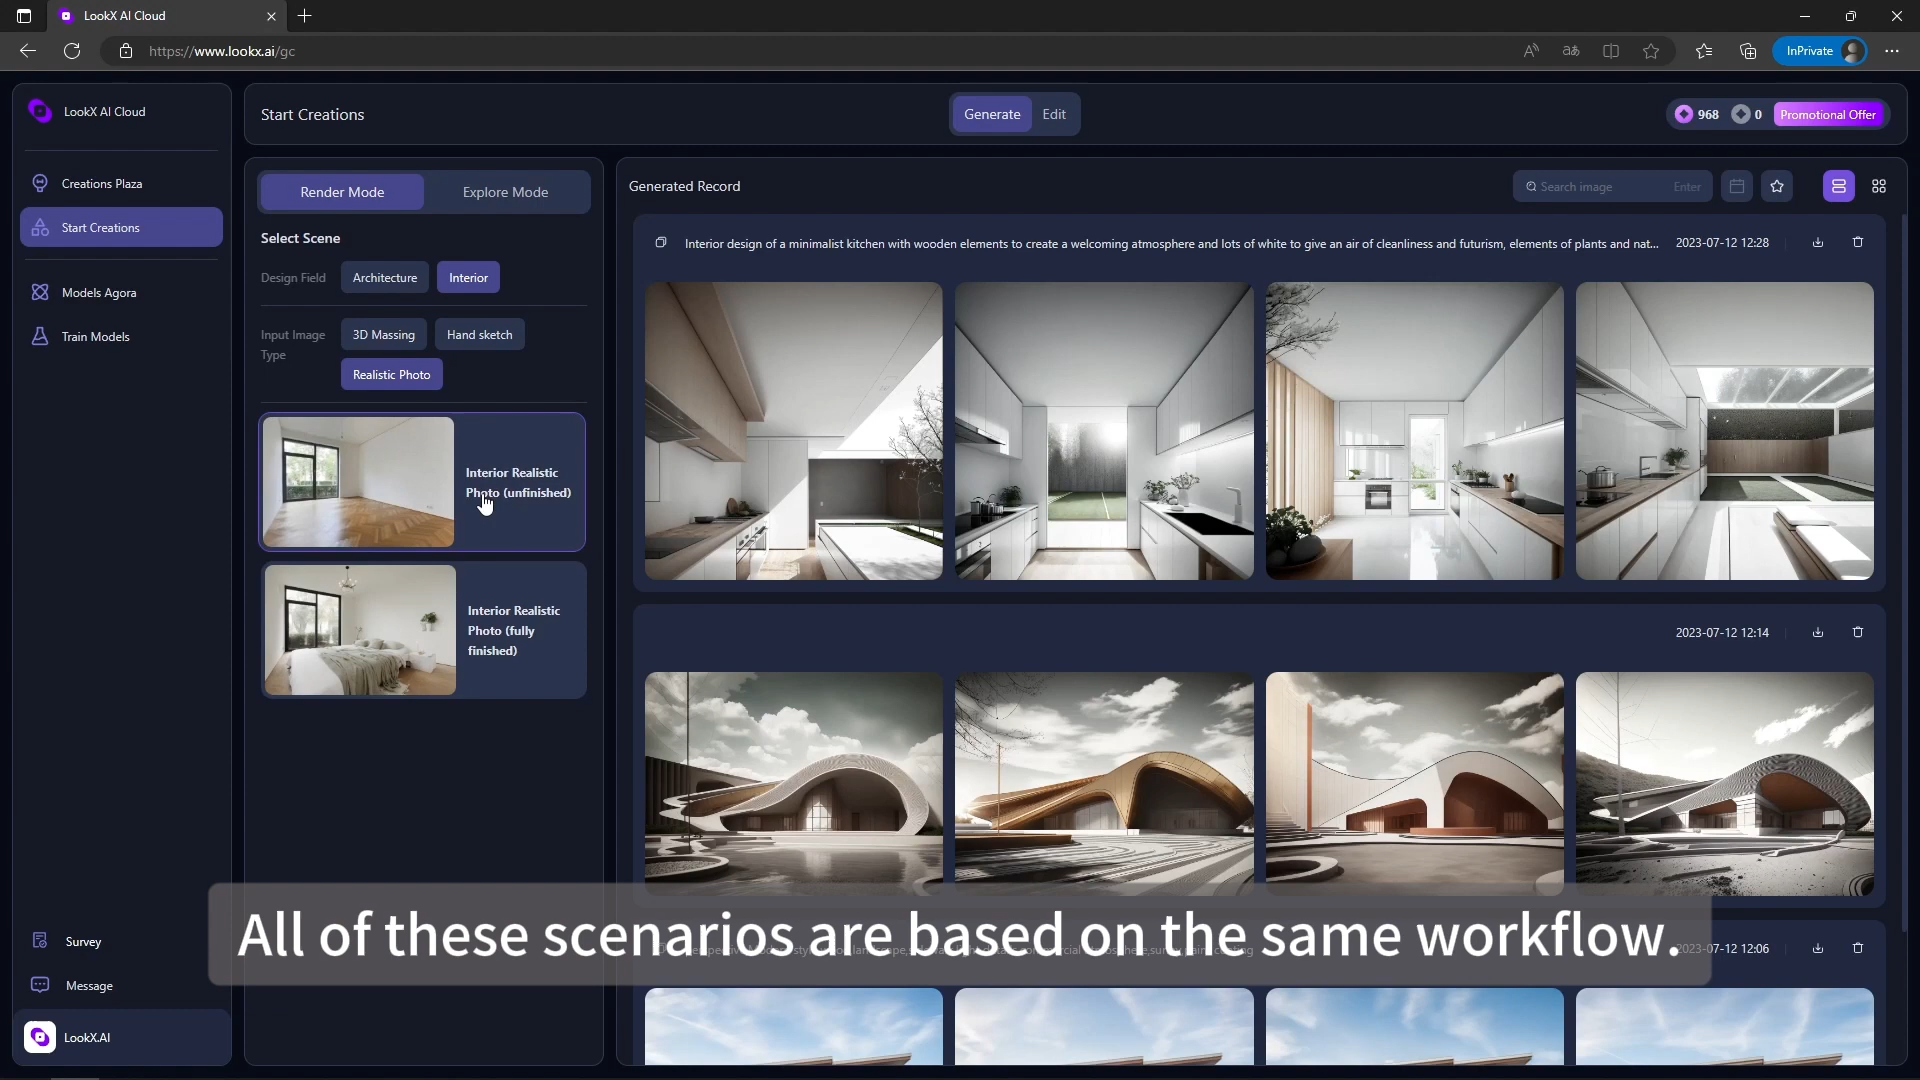 LookX AI Cloud
https://www.lookx.ai/gc
InPrivate
LookX AI Cloud
Start Creations
Generate
Edit
968
0
Promotional Offer
Creations Plaza
Start Creations
Models Agora
Train Models
Render Mode
Explore Mode
Select Scene
Design Field
Architecture
Interior
Input Image
Type
3D Massing
Hand sketch
Realistic Photo
Interior Realistic
Photo (unfinished)
Interior Realistic
Photo (fully
finished)
Generated Record
Search image
Enter
Interior design of a minimalist kitchen with wooden elements to create a welcoming atmosphere and lots of white to give an air of cleanliness and futurism, elements of plants and nat...
2023-07-12 12:28
2023-07-12 12:14
All of these scenarios are based on the same workflow.
2023-07-12 12:06
Survey
Message
LookX.AI